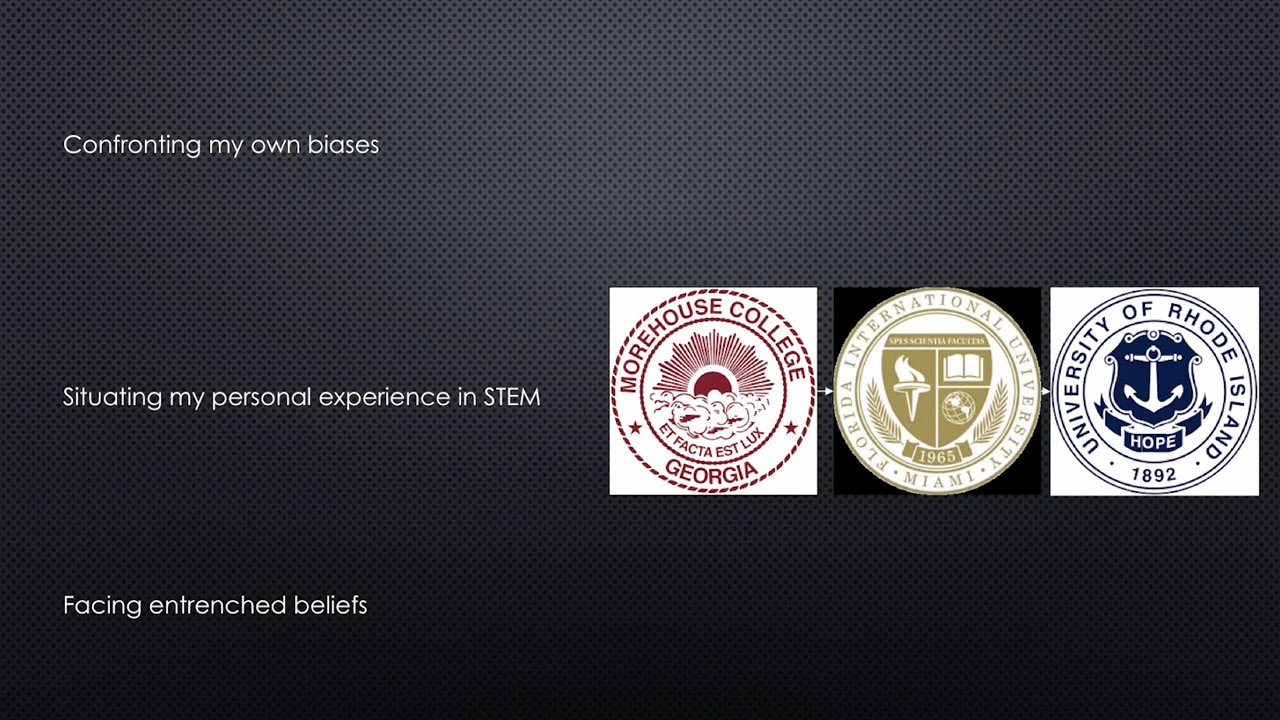 Confronting my own biases
Situating my personal experience in STEM
MOREHOUSE COLLEGE
ET FACTA EST LUX
GEORGIA
FLORIDA INTERNATIONAL UNIVERSITY
SPES SCIENTIA FACULTAS
1965
MIAMI
UNIVERSITY OF RHODE ISLAND
HOPE
1892
Facing entrenched beliefs